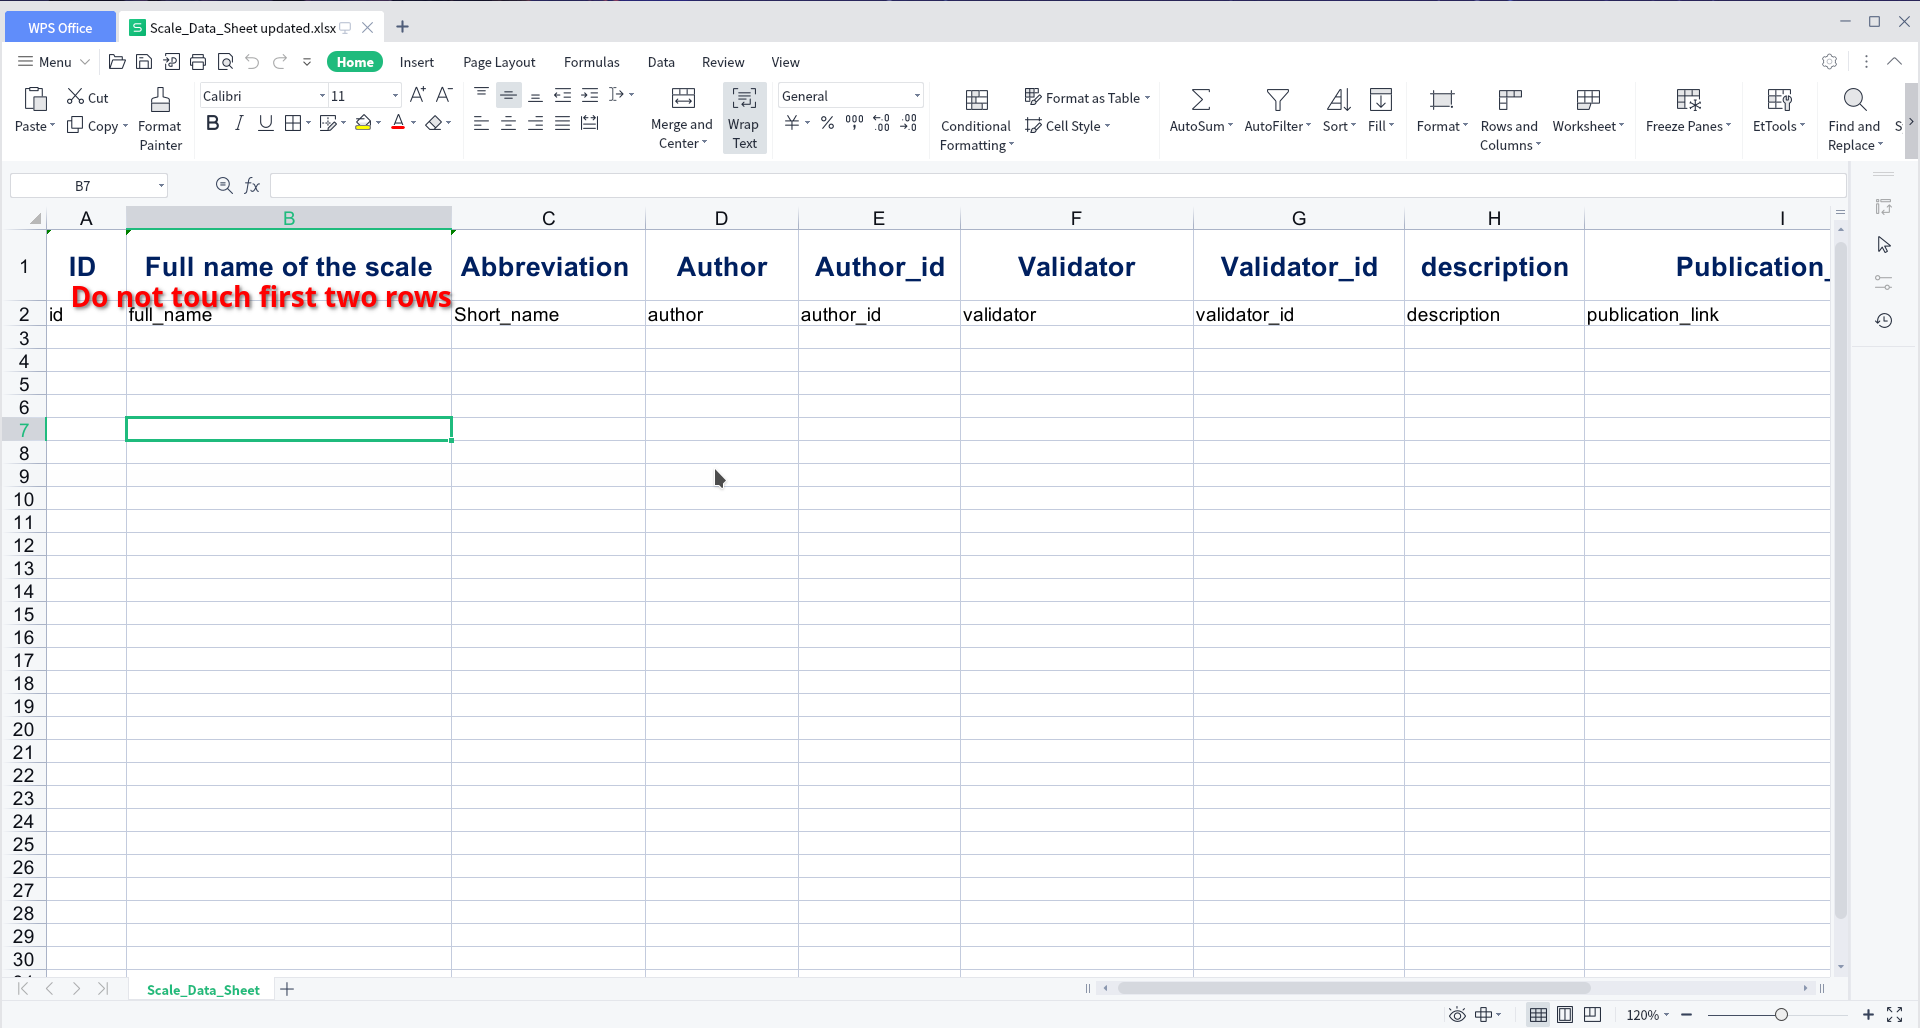 WPS Office
Scale_Data_Sheet updated.xlsx
Menu Home Insert Page Layout Formulas Data Review View
Paste Cut Copy Format Painter
Calibri 11
Merge and Center Wrap Text
General
Conditional Formatting Format as Table Cell Style
AutoSum AutoFilter Sort Fill Format Rows and Columns Worksheet Freeze Panes EtTools Find and Replace S
B7 fx
A B C D E F G H I
1 ID Full name of the scale Abbreviation Author Author_id Validator Validator_id description Publication_
Do not touch first two rows
2 id full_name Short_name author author_id validator validator_id description publication_link
3
4
5
6
7
8
9
10
11
12
13
14
15
16
17
18
19
20
21
22
23
24
25
26
27
28
29
30
Scale_Data_Sheet
120%